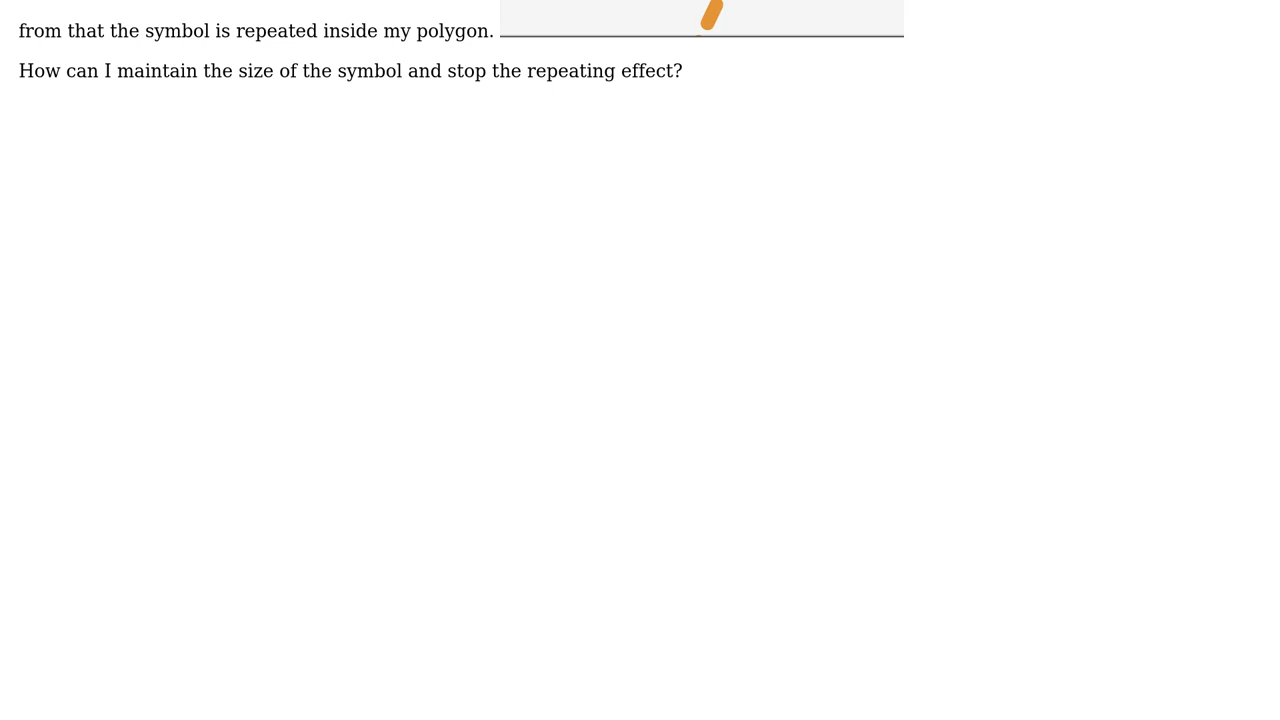 from that the symbol is repeated inside my polygon.
How can I maintain the size of the symbol and stop the repeating effect?